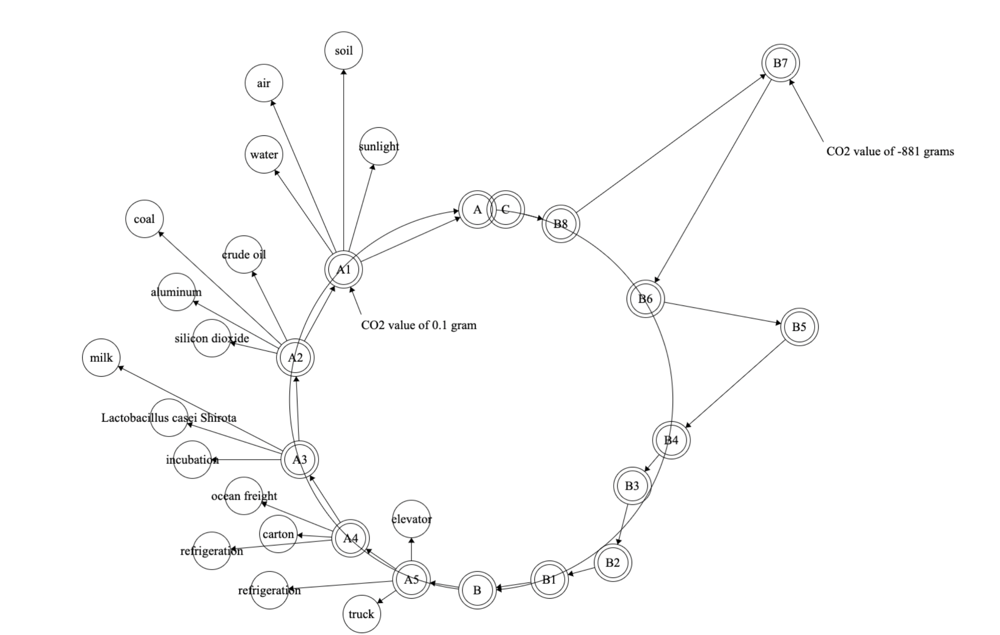 soil
B7
air
sunlight
water
CO2 value of -881 grams
A
C
coal
B8
crude oil
A1
aluminum
B6
CO2 value of 0.1 gram
B5
silicon dioxide
milk
A2
Lactobacillus casei Shirota
B4
incubation
A3
B3
ocean freight
elevator
carton
A4
refrigeration
B2
A5
B1
refrigeration
B
truck